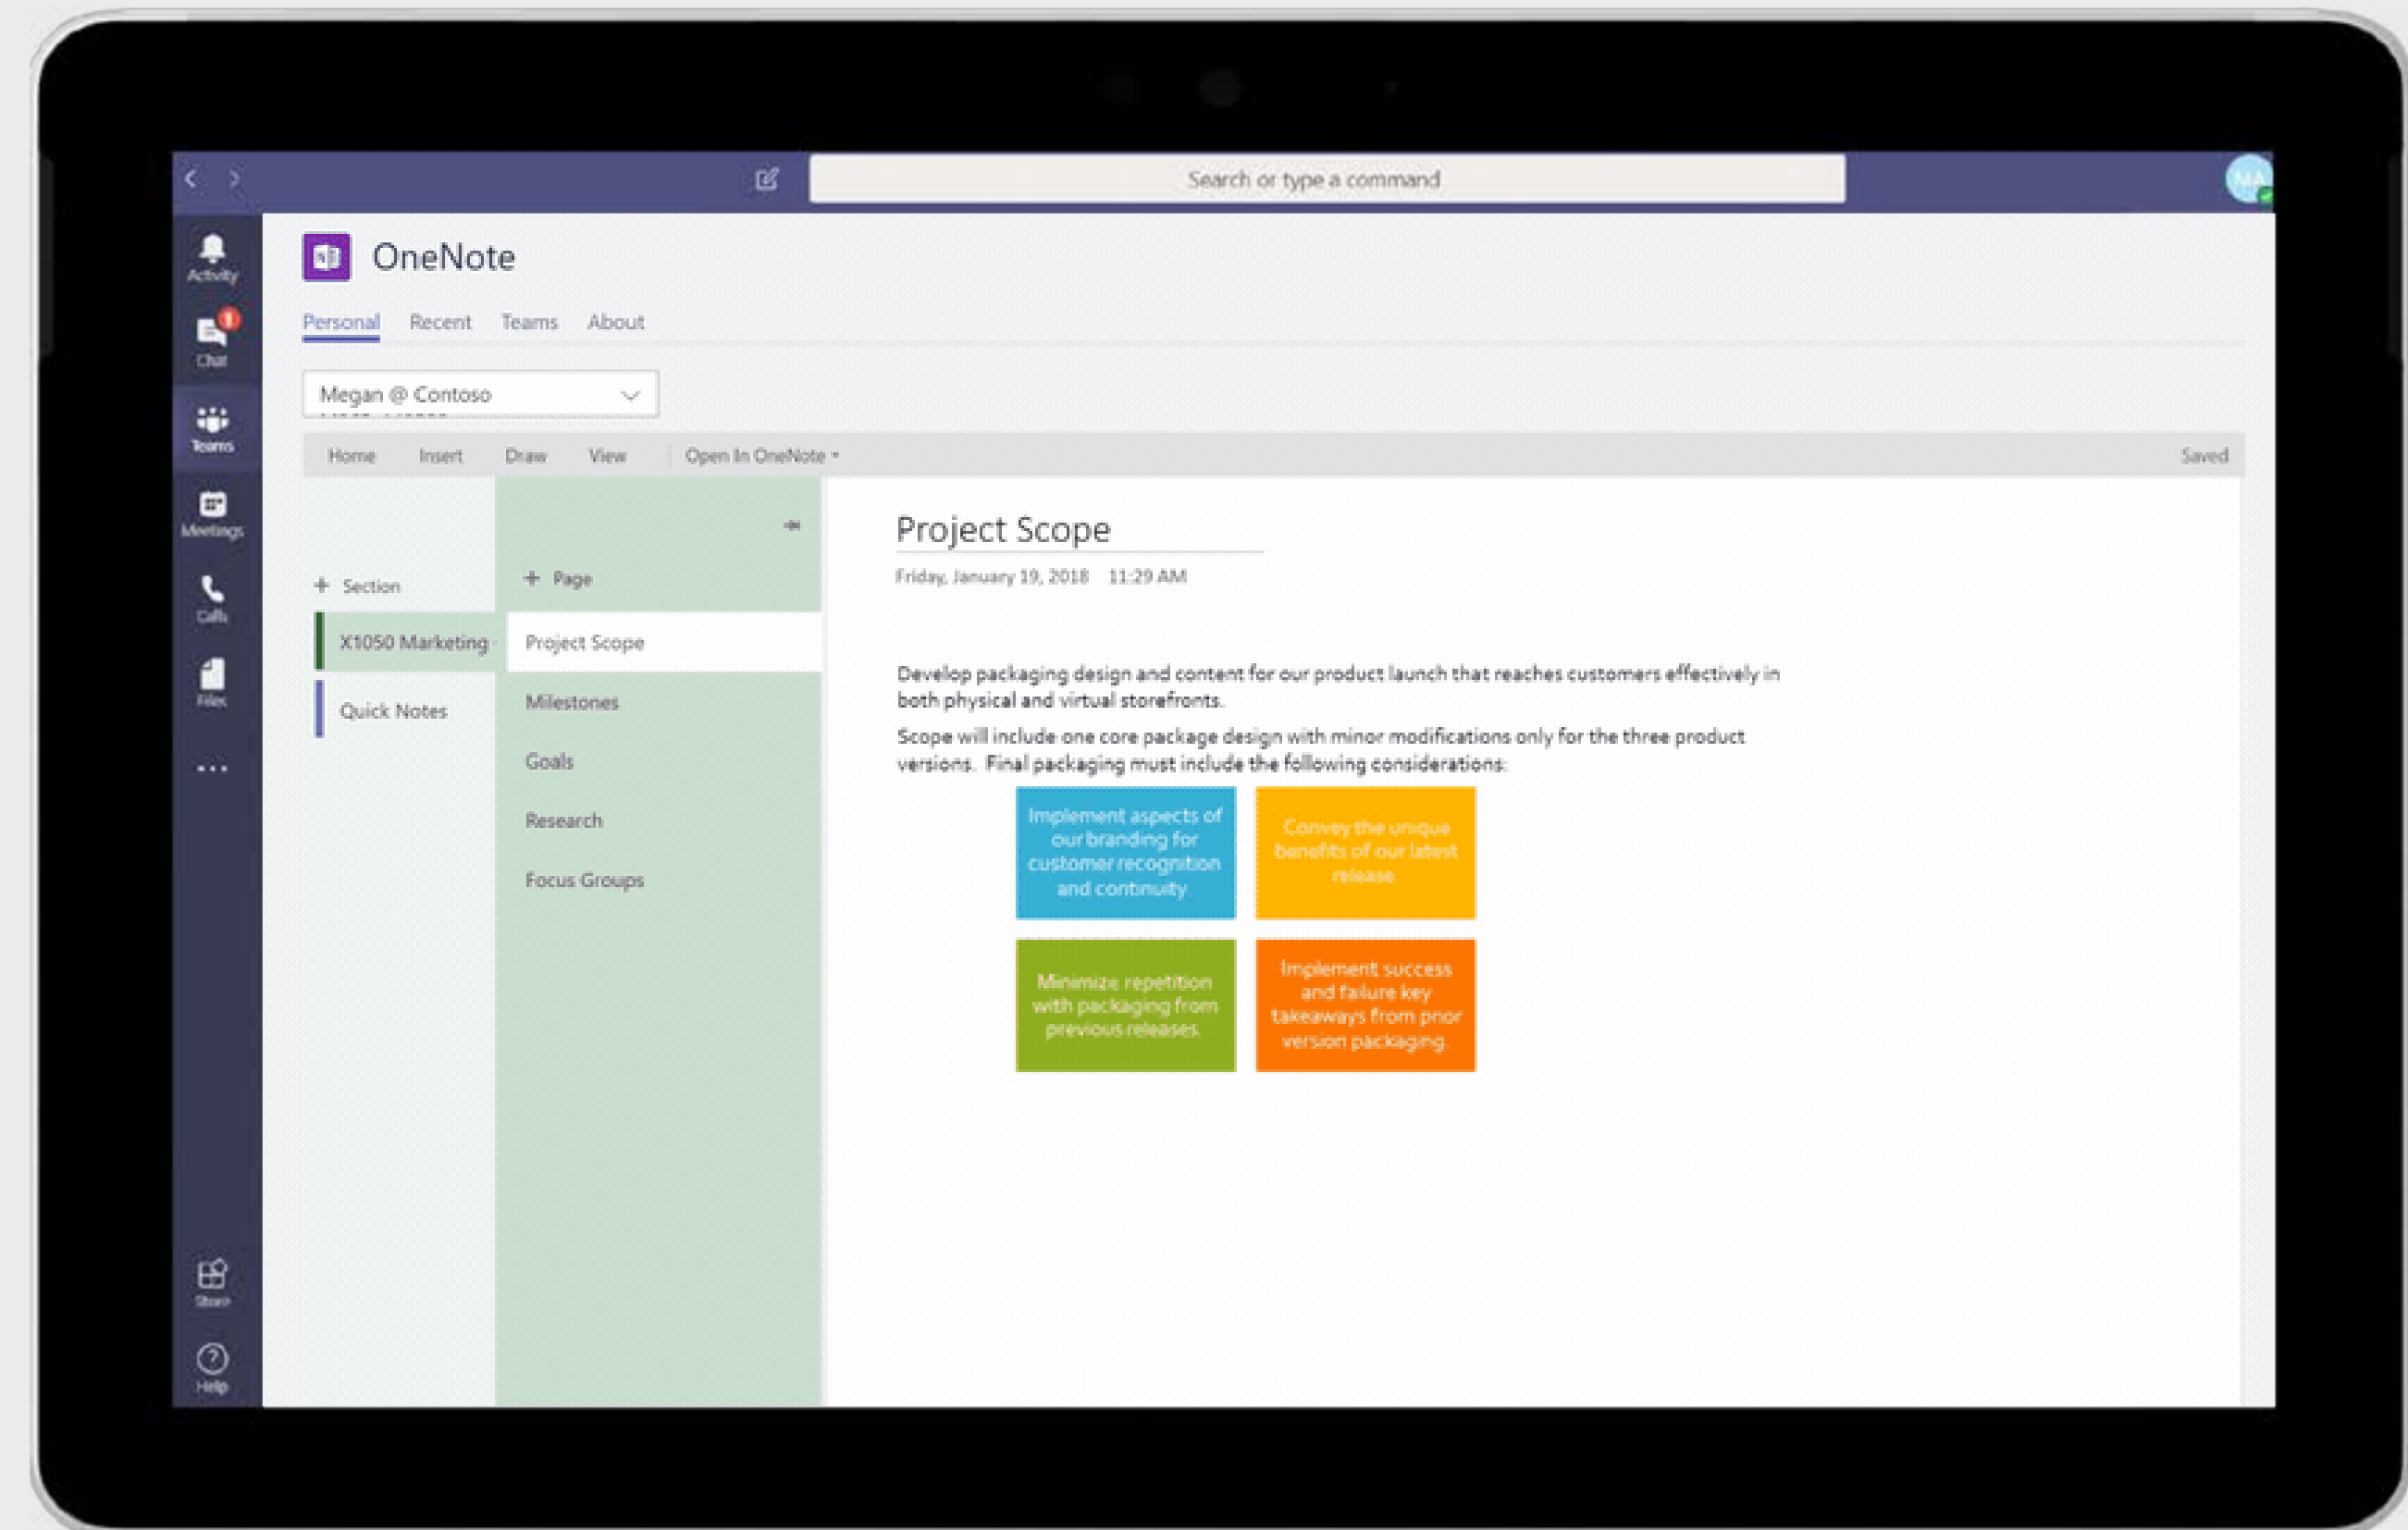 Search or type a command
MA
Activity
1
Chat
Teams
Meetings
Calls
Files
Store
Help
OneNote
Personal Recent Teams About
Megan @ Contoso
Home Insert Draw View Open In OneNote
Saved
+ Section
X1050 Marketing
Quick Notes
+ Page
Project Scope
Milestones
Goals
Research
Focus Groups
Project Scope
Friday, January 19, 2018 11:29 AM
Develop packaging design and content for our product launch that reaches customers effectively in
both physical and virtual storefronts.
Scope will include one core package design with minor modifications only for the three product
versions. Final packaging must include the following considerations:
Implement aspects of
our branding for
customer recognition
and continuity.
Convey the unique
benefits of our latest
release.
Minimize repetition
with packaging from
previous releases.
Implement success
and failure key
takeaways from prior
version packaging.